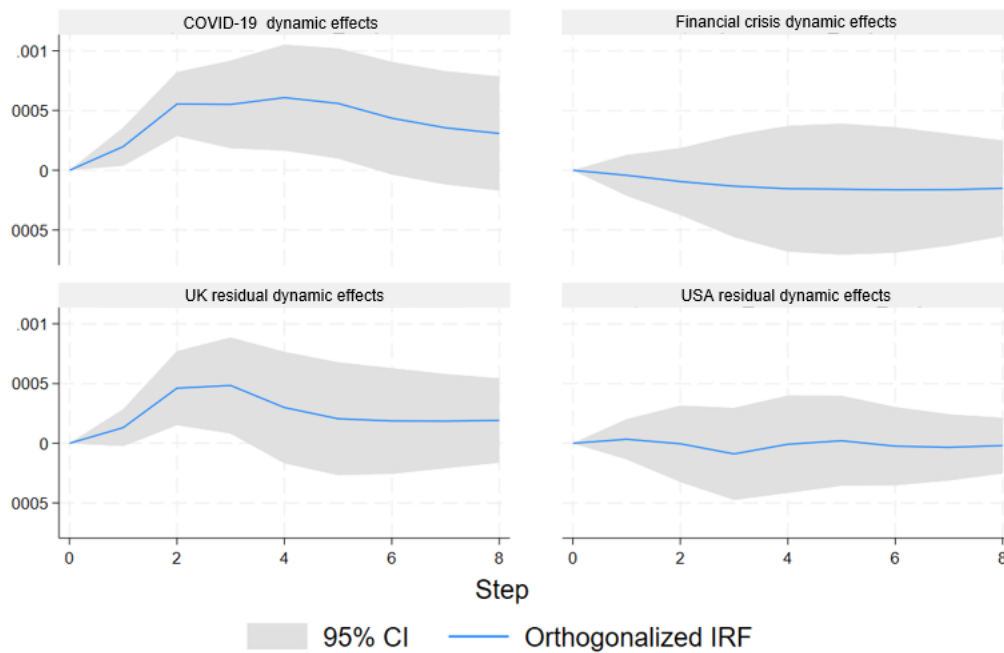 COVID-19 dynamic effects
Financial crisis dynamic effects
.001
0005
0
0005
UK residual dynamic effects
USA residual dynamic effects
.001
0005
0
0005
0 2 4 6 8
0 2 4 6 8
Step
95% CI
Orthogonalized IRF